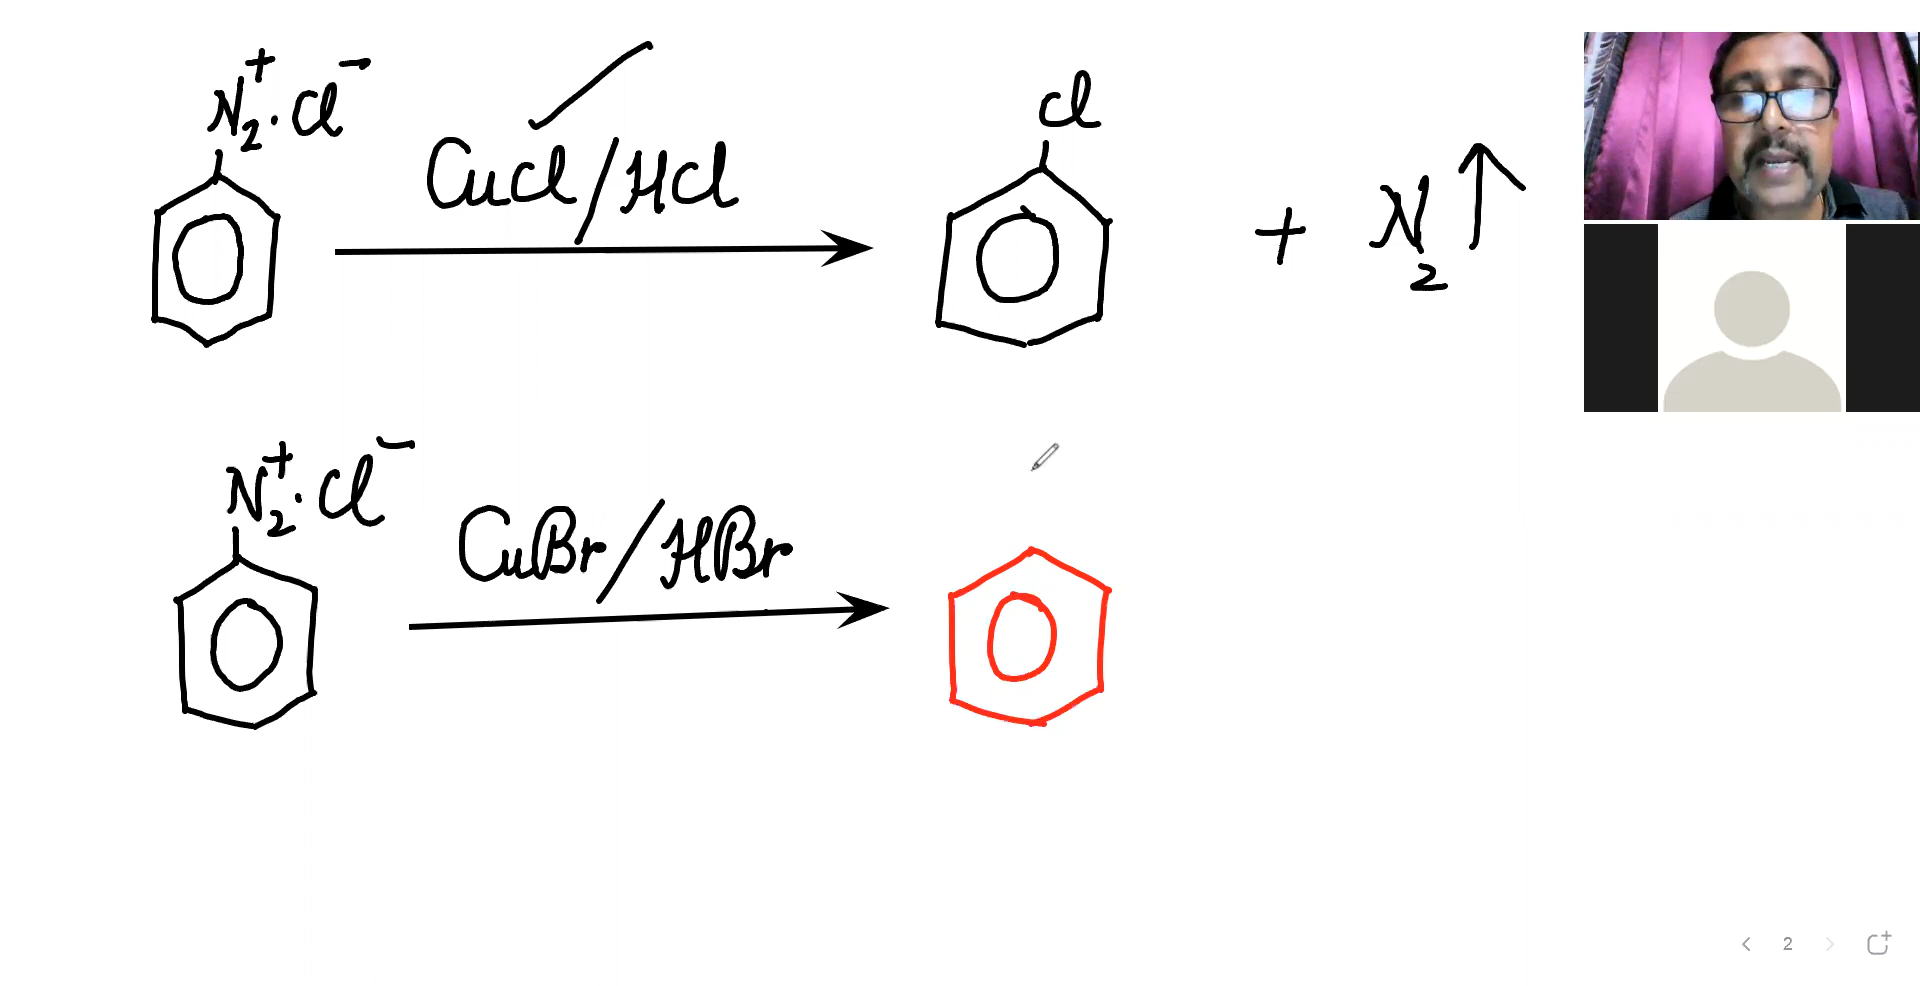 N₂⁺·Cl⁻
CuCl/HCl
Cl
+ N₂↑
N₂⁺·Cl⁻
CuBr/HBr
2